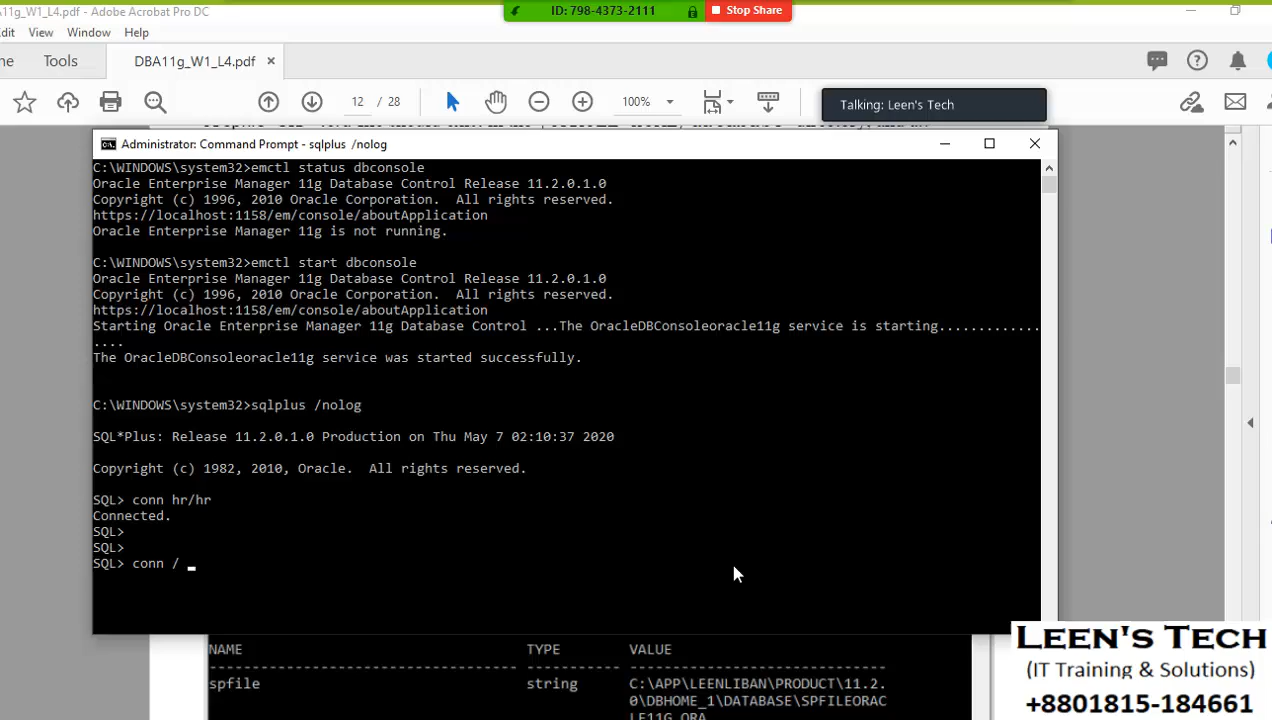 A11g_W1_L4.pdf - Adobe Acrobat Pro DC
ID: 798-4373-2111
Stop Share
View Window Help
Tools
DBA11g_W1_L4.pdf ×
12 / 28
100%
Talking: Leen's Tech
Administrator: Command Prompt - sqlplus /nolog
C:\WINDOWS\system32>emctl status dbconsole
Oracle Enterprise Manager 11g Database Control Release 11.2.0.1.0
Copyright (c) 1996, 2010 Oracle Corporation.  All rights reserved.
https://localhost:1158/em/console/aboutApplication
Oracle Enterprise Manager 11g is not running.
C:\WINDOWS\system32>emctl start dbconsole
Oracle Enterprise Manager 11g Database Control Release 11.2.0.1.0
Copyright (c) 1996, 2010 Oracle Corporation.  All rights reserved.
https://localhost:1158/em/console/aboutApplication
Starting Oracle Enterprise Manager 11g Database Control ...The OracleDBConsoleoracle11g service is starting.............
....
The OracleDBConsoleoracle11g service was started successfully.
C:\WINDOWS\system32>sqlplus /nolog
SQL*Plus: Release 11.2.0.1.0 Production on Thu May 7 02:10:37 2020
Copyright (c) 1982, 2010, Oracle.  All rights reserved.
SQL> conn hr/hr
Connected.
SQL>
SQL>
SQL> conn / _
NAME TYPE VALUE
------------------------------------ ----------- ------------------------------
spfile string C:\APP\LEENLIBAN\PRODUCT\11.2.
0\DBHOME_1\DATABASE\SPFILEORAC
LE11G.ORA
LEEN'S TECH
(IT Training & Solutions)
+8801815-184661